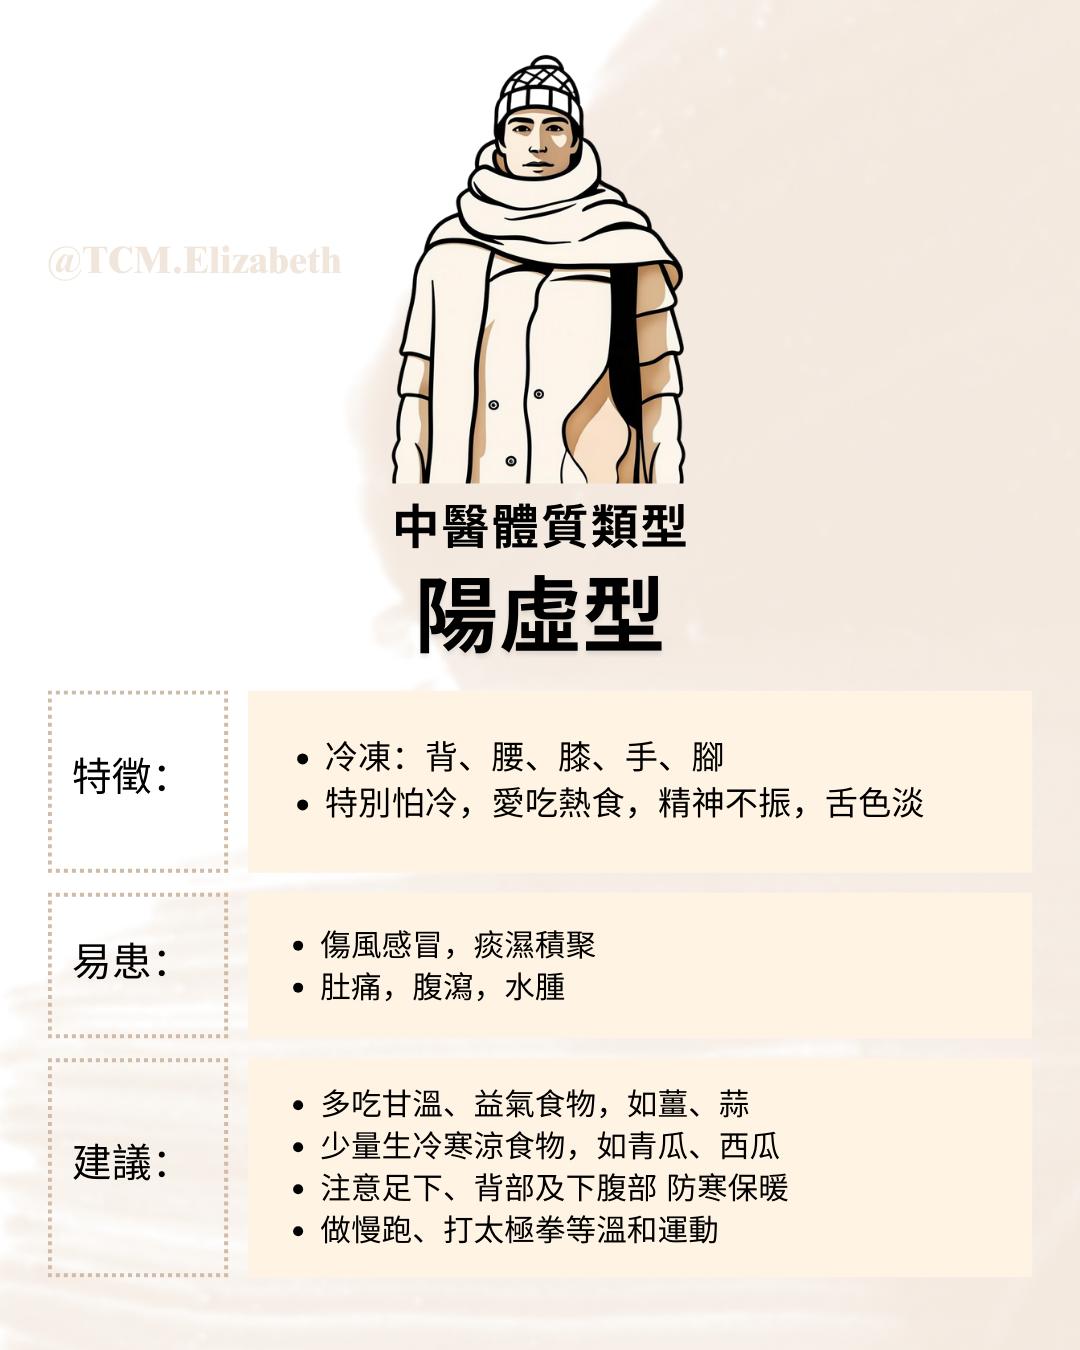 @TCM.Elizabeth
中醫體質類型
陽虛型
特徵：
• 冷凍：背、腰、膝、手、腳
• 特別怕冷，愛吃熱食，精神不振，舌色淡
易患：
• 傷風感冒，痰濕積聚
• 肚痛，腹瀉，水腫
建議：
• 多吃甘溫、益氣食物，如薑、蒜
• 少量生冷寒涼食物，如青瓜、西瓜
• 注意足下、背部及下腹部 防寒保暖
• 做慢跑、打太極拳等溫和運動